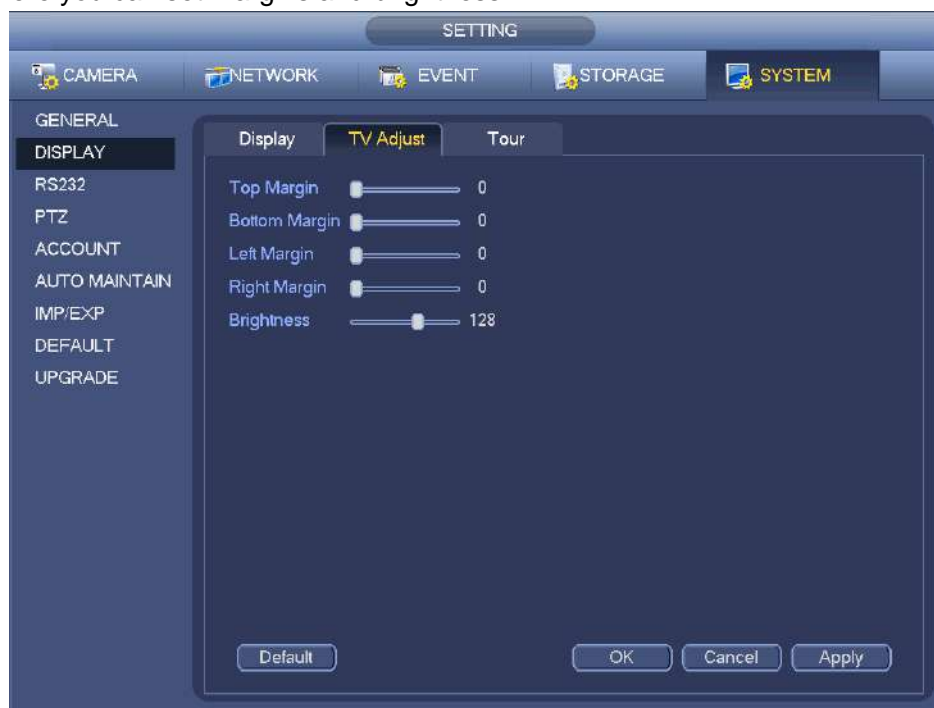 SETTING
CAMERA NETWORK EVENT STORAGE SYSTEM
GENERAL
DISPLAY
RS232
PTZ
ACCOUNT
AUTO MAINTAIN
IMP/EXP
DEFAULT
UPGRADE
Display TV Adjust Tour
Top Margin 0
Bottom Margin 0
Left Margin 0
Right Margin 0
Brightness 128
Default OK Cancel Apply